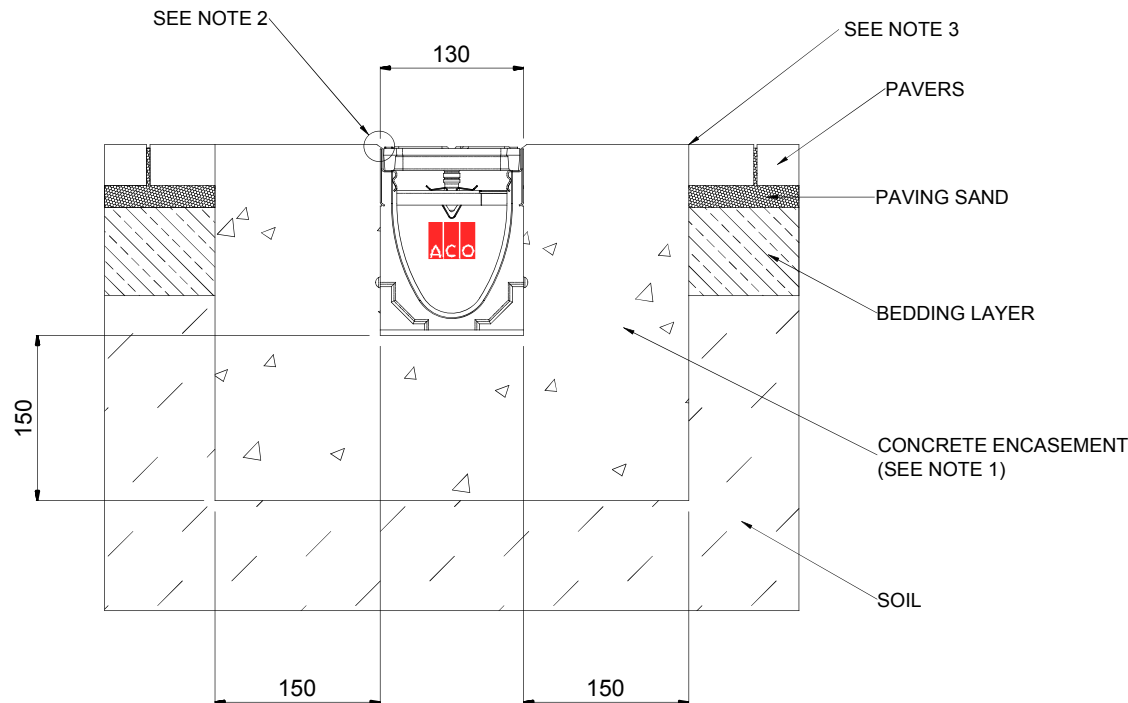 SEE NOTE 2
130
SEE NOTE 3
PAVERS
PAVING SAND
ACO
BEDDING LAYER
150
CONCRETE ENCASEMENT
(SEE NOTE 1)
SOIL
150
150